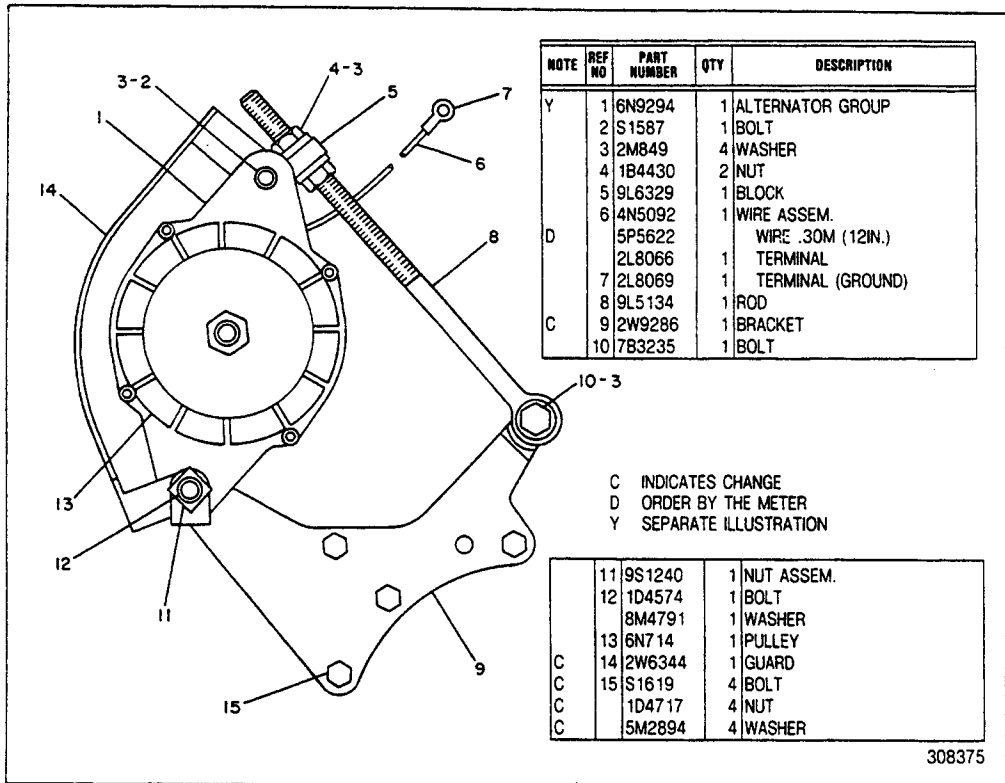 3-2
4-3
5
7
1
6
14
8
10-3
13
12
11
9
15
NOTE REF NO PART NUMBER QTY DESCRIPTION
Y 1 6N9294 1 ALTERNATOR GROUP
2 S1587 1 BOLT
3 2M849 4 WASHER
4 1B4430 2 NUT
5 9L6329 1 BLOCK
6 4N5092 1 WIRE ASSEM.
D 5P5622 WIRE .30M (12IN.)
2L8066 1 TERMINAL
7 2L8069 1 TERMINAL (GROUND)
8 9L5134 1 ROD
C 9 2W9286 1 BRACKET
10 7B3235 1 BOLT
C INDICATES CHANGE
D ORDER BY THE METER
Y SEPARATE ILLUSTRATION
11 9S1240 1 NUT ASSEM.
12 1D4574 1 BOLT
8M4791 1 WASHER
13 6N714 1 PULLEY
C 14 2W6344 1 GUARD
C 15 S1619 4 BOLT
C 1D4717 4 NUT
C 5M2894 4 WASHER
308375